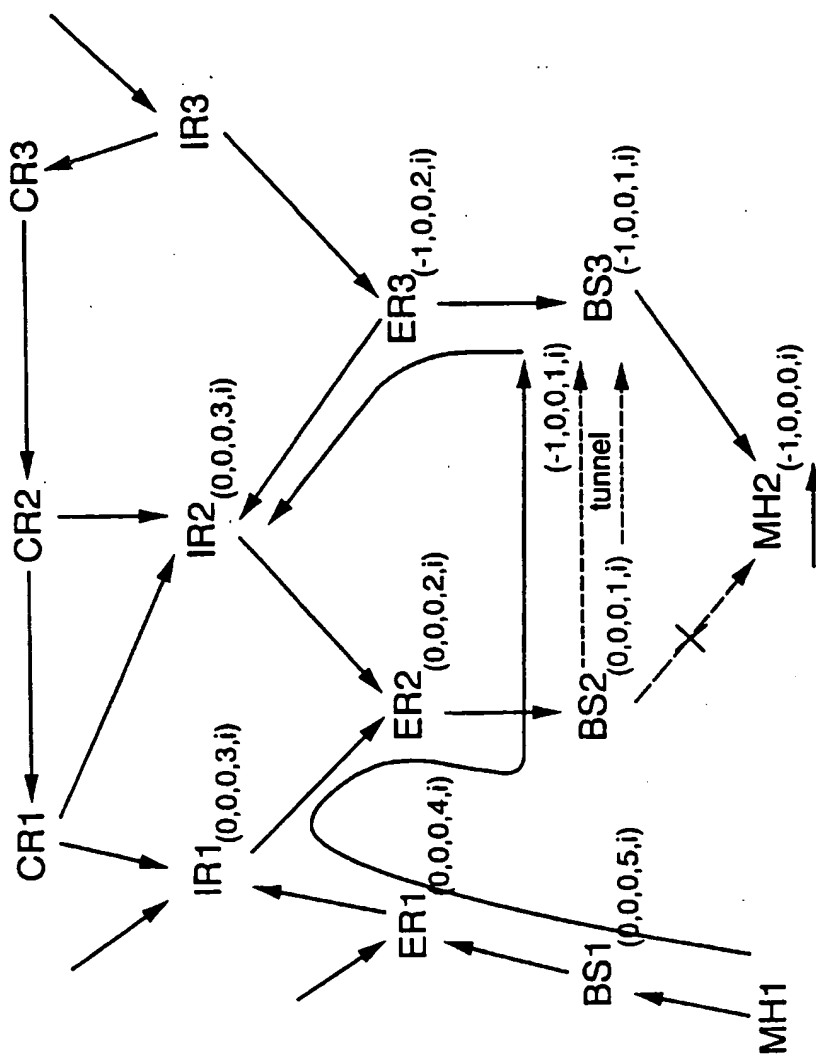 CR1
CR2
CR3
IR1(0,0,0,3,i)
IR2(0,0,0,3,i)
IR3
ER1(0,0,0,4,i)
ER2(0,0,0,2,i)
ER3(-1,0,0,2,i)
(-1,0,0,1,i)
tunnel
BS1(0,0,0,5,i)
BS2(0,0,0,1,i)
BS3(-1,0,0,1,i)
MH1
MH2(-1,0,0,0,i)